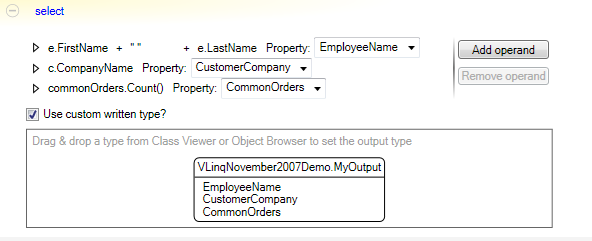 select
e.FirstName + " " + e.LastName Property: EmployeeName
Add operand
c.CompanyName Property: CustomerCompany
Remove operand
commonOrders.Count() Property: CommonOrders
Use custom written type?
Drag & drop a type from Class Viewer or Object Browser to set the output type
VLinqNovember2007Demo.MyOutput
EmployeeName
CustomerCompany
CommonOrders